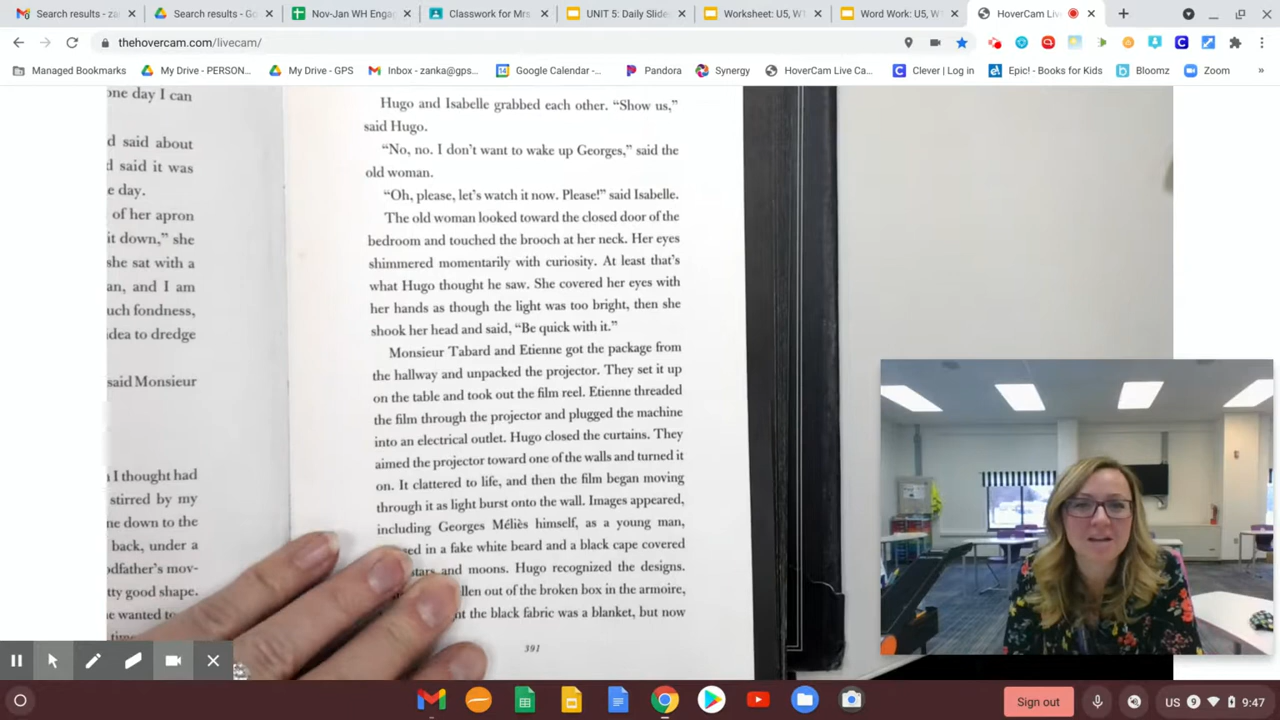 Search results - za
Search results - Go
Nov-Jan WH Enga
Classwork for Mrs
UNIT 5: Daily Slide
Worksheet: U5, W1
Word Work: U5, W1
HoverCam Liv
thehovercam.com/livecam/
Managed Bookmarks
My Drive - PERSON...
My Drive - GPS
Inbox - zanka@gps...
Google Calendar -...
Pandora
Synergy
HoverCam Live Ca...
Clever | Log in
Epic! - Books for Kids
Bloomz
Zoom
»
one day I can
d said about
d said it was
e day.
of her apron
it down,” she
she sat with a
an, and I am
uch fondness,
idea to dredge
said Monsieur
I thought had
stirred by my
ne down to the
back, under a
dfather’s mov-
tty good shape.
e wanted to
time
Hugo and Isabelle grabbed each other. “Show us,”
said Hugo.
“No, no. I don’t want to wake up Georges,” said the
old woman.
“Oh, please, let’s watch it now. Please!” said Isabelle.
The old woman looked toward the closed door of the
bedroom and touched the brooch at her neck. Her eyes
shimmered momentarily with curiosity. At least that’s
what Hugo thought he saw. She covered her eyes with
her hands as though the light was too bright, then she
shook her head and said, “Be quick with it.”
Monsieur Tabard and Etienne got the package from
the hallway and unpacked the projector. They set it up
on the table and took out the film reel. Etienne threaded
the film through the projector and plugged the machine
into an electrical outlet. Hugo closed the curtains. They
aimed the projector toward one of the walls and turned it
on. It clattered to life, and then the film began moving
through it as light burst onto the wall. Images appeared,
including Georges Méliès himself, as a young man,
sed in a fake white beard and a black cape covered
stars and moons. Hugo recognized the designs.
llen out of the broken box in the armoire,
ht the black fabric was a blanket, but now
391
Sign out
US
9
9:47